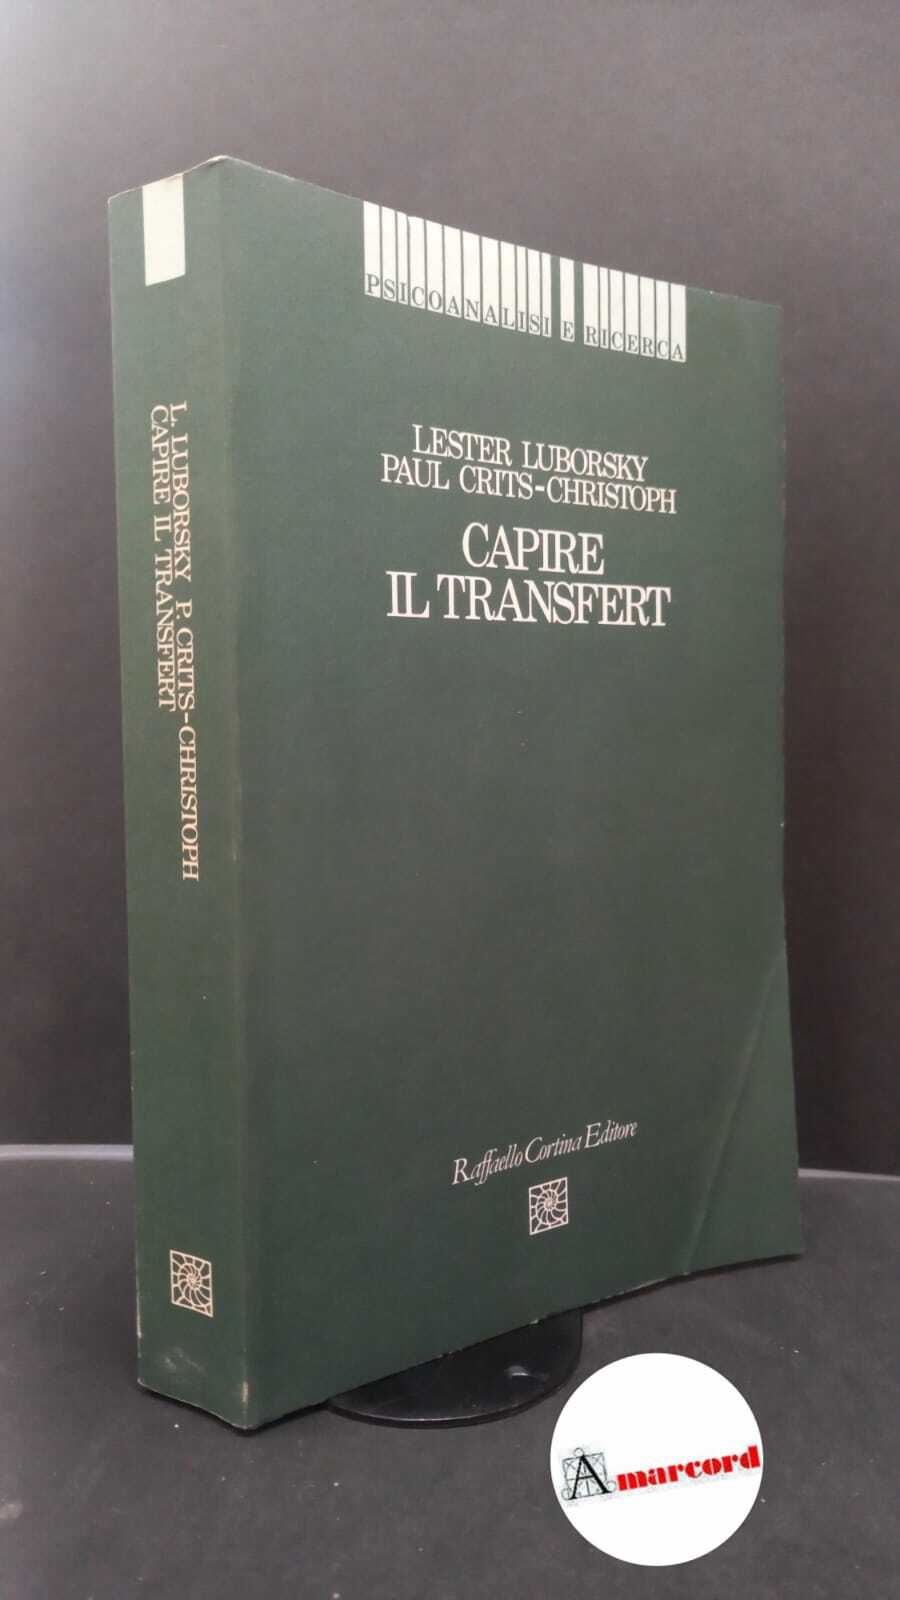 PSICOANALISI E RICERCA
LESTER LUBORSKY
PAUL CRITS-CHRISTOPH
CAPIRE
IL TRANSFERT
Raffaello Cortina Editore
L. LUBORSKY P. CRITS-CHRISTOPH
CAPIRE IL TRANSFERT
Amarcord